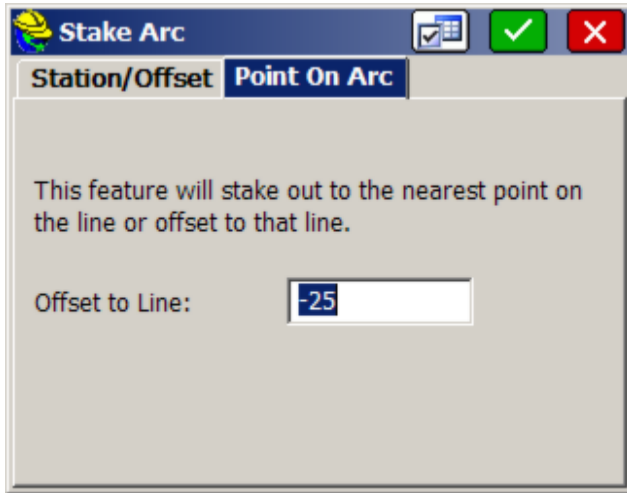 Stake Arc
Station/Offset Point On Arc
This feature will stake out to the nearest point on
the line or offset to that line.
Offset to Line: -25